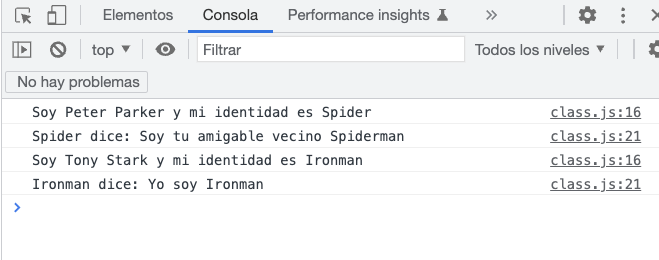 Elementos Consola Performance insights »
top Filtrar Todos los niveles
No hay problemas
Soy Peter Parker y mi identidad es Spider class.js:16
Spider dice: Soy tu amigable vecino Spiderman class.js:21
Soy Tony Stark y mi identidad es Ironman class.js:16
Ironman dice: Yo soy Ironman class.js:21
>